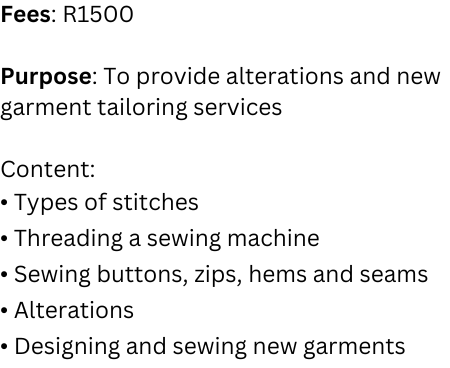 Fees: R1500
Purpose: To provide alterations and new
garment tailoring services
Content:
• Types of stitches
• Threading a sewing machine
• Sewing buttons, zips, hems and seams
• Alterations
• Designing and sewing new garments